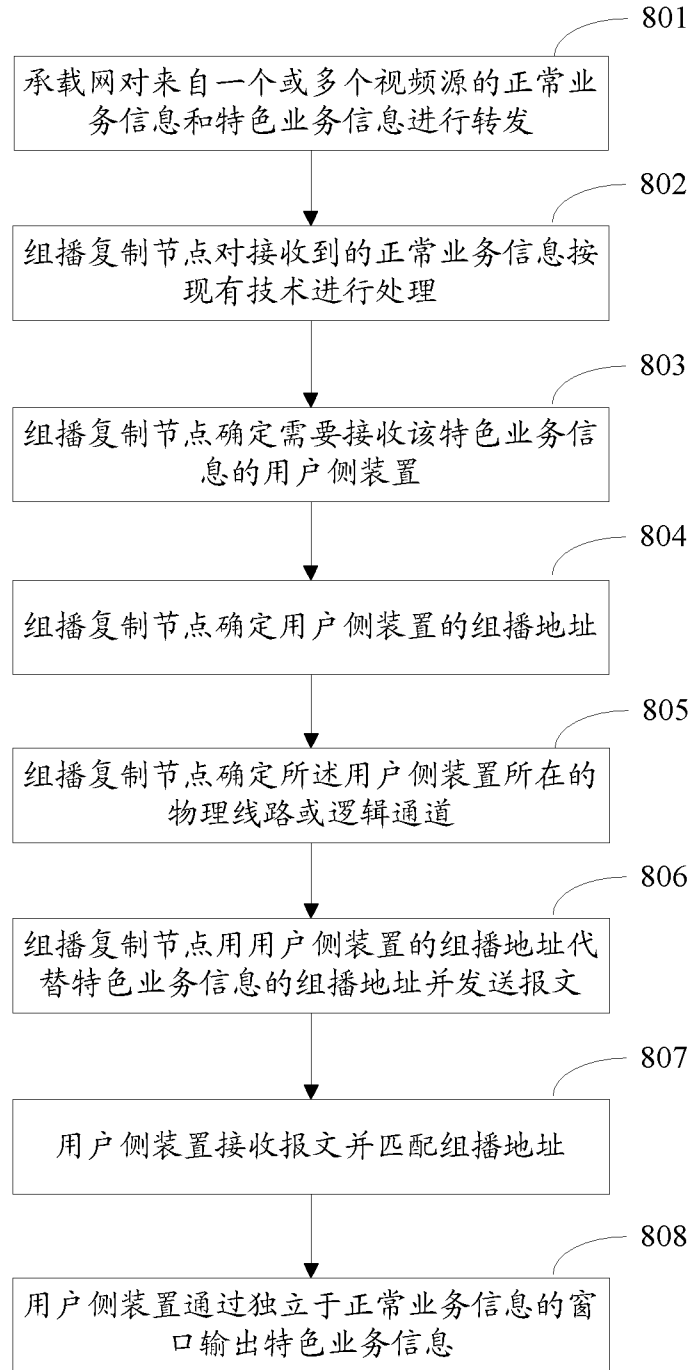 801
承载网对来自一个或多个视频源的正常业
务信息和特色业务信息进行转发
802
组播复制节点对接收到的正常业务信息按
现有技术进行处理
803
组播复制节点确定需要接收该特色业务信
息的用户侧装置
804
组播复制节点确定用户侧装置的组播地址
805
组播复制节点确定所述用户侧装置所在的
物理线路或逻辑通道
806
组播复制节点用用户侧装置的组播地址代
替特色业务信息的组播地址并发送报文
807
用户侧装置接收报文并匹配组播地址
808
用户侧装置通过独立于正常业务信息的窗
口输出特色业务信息